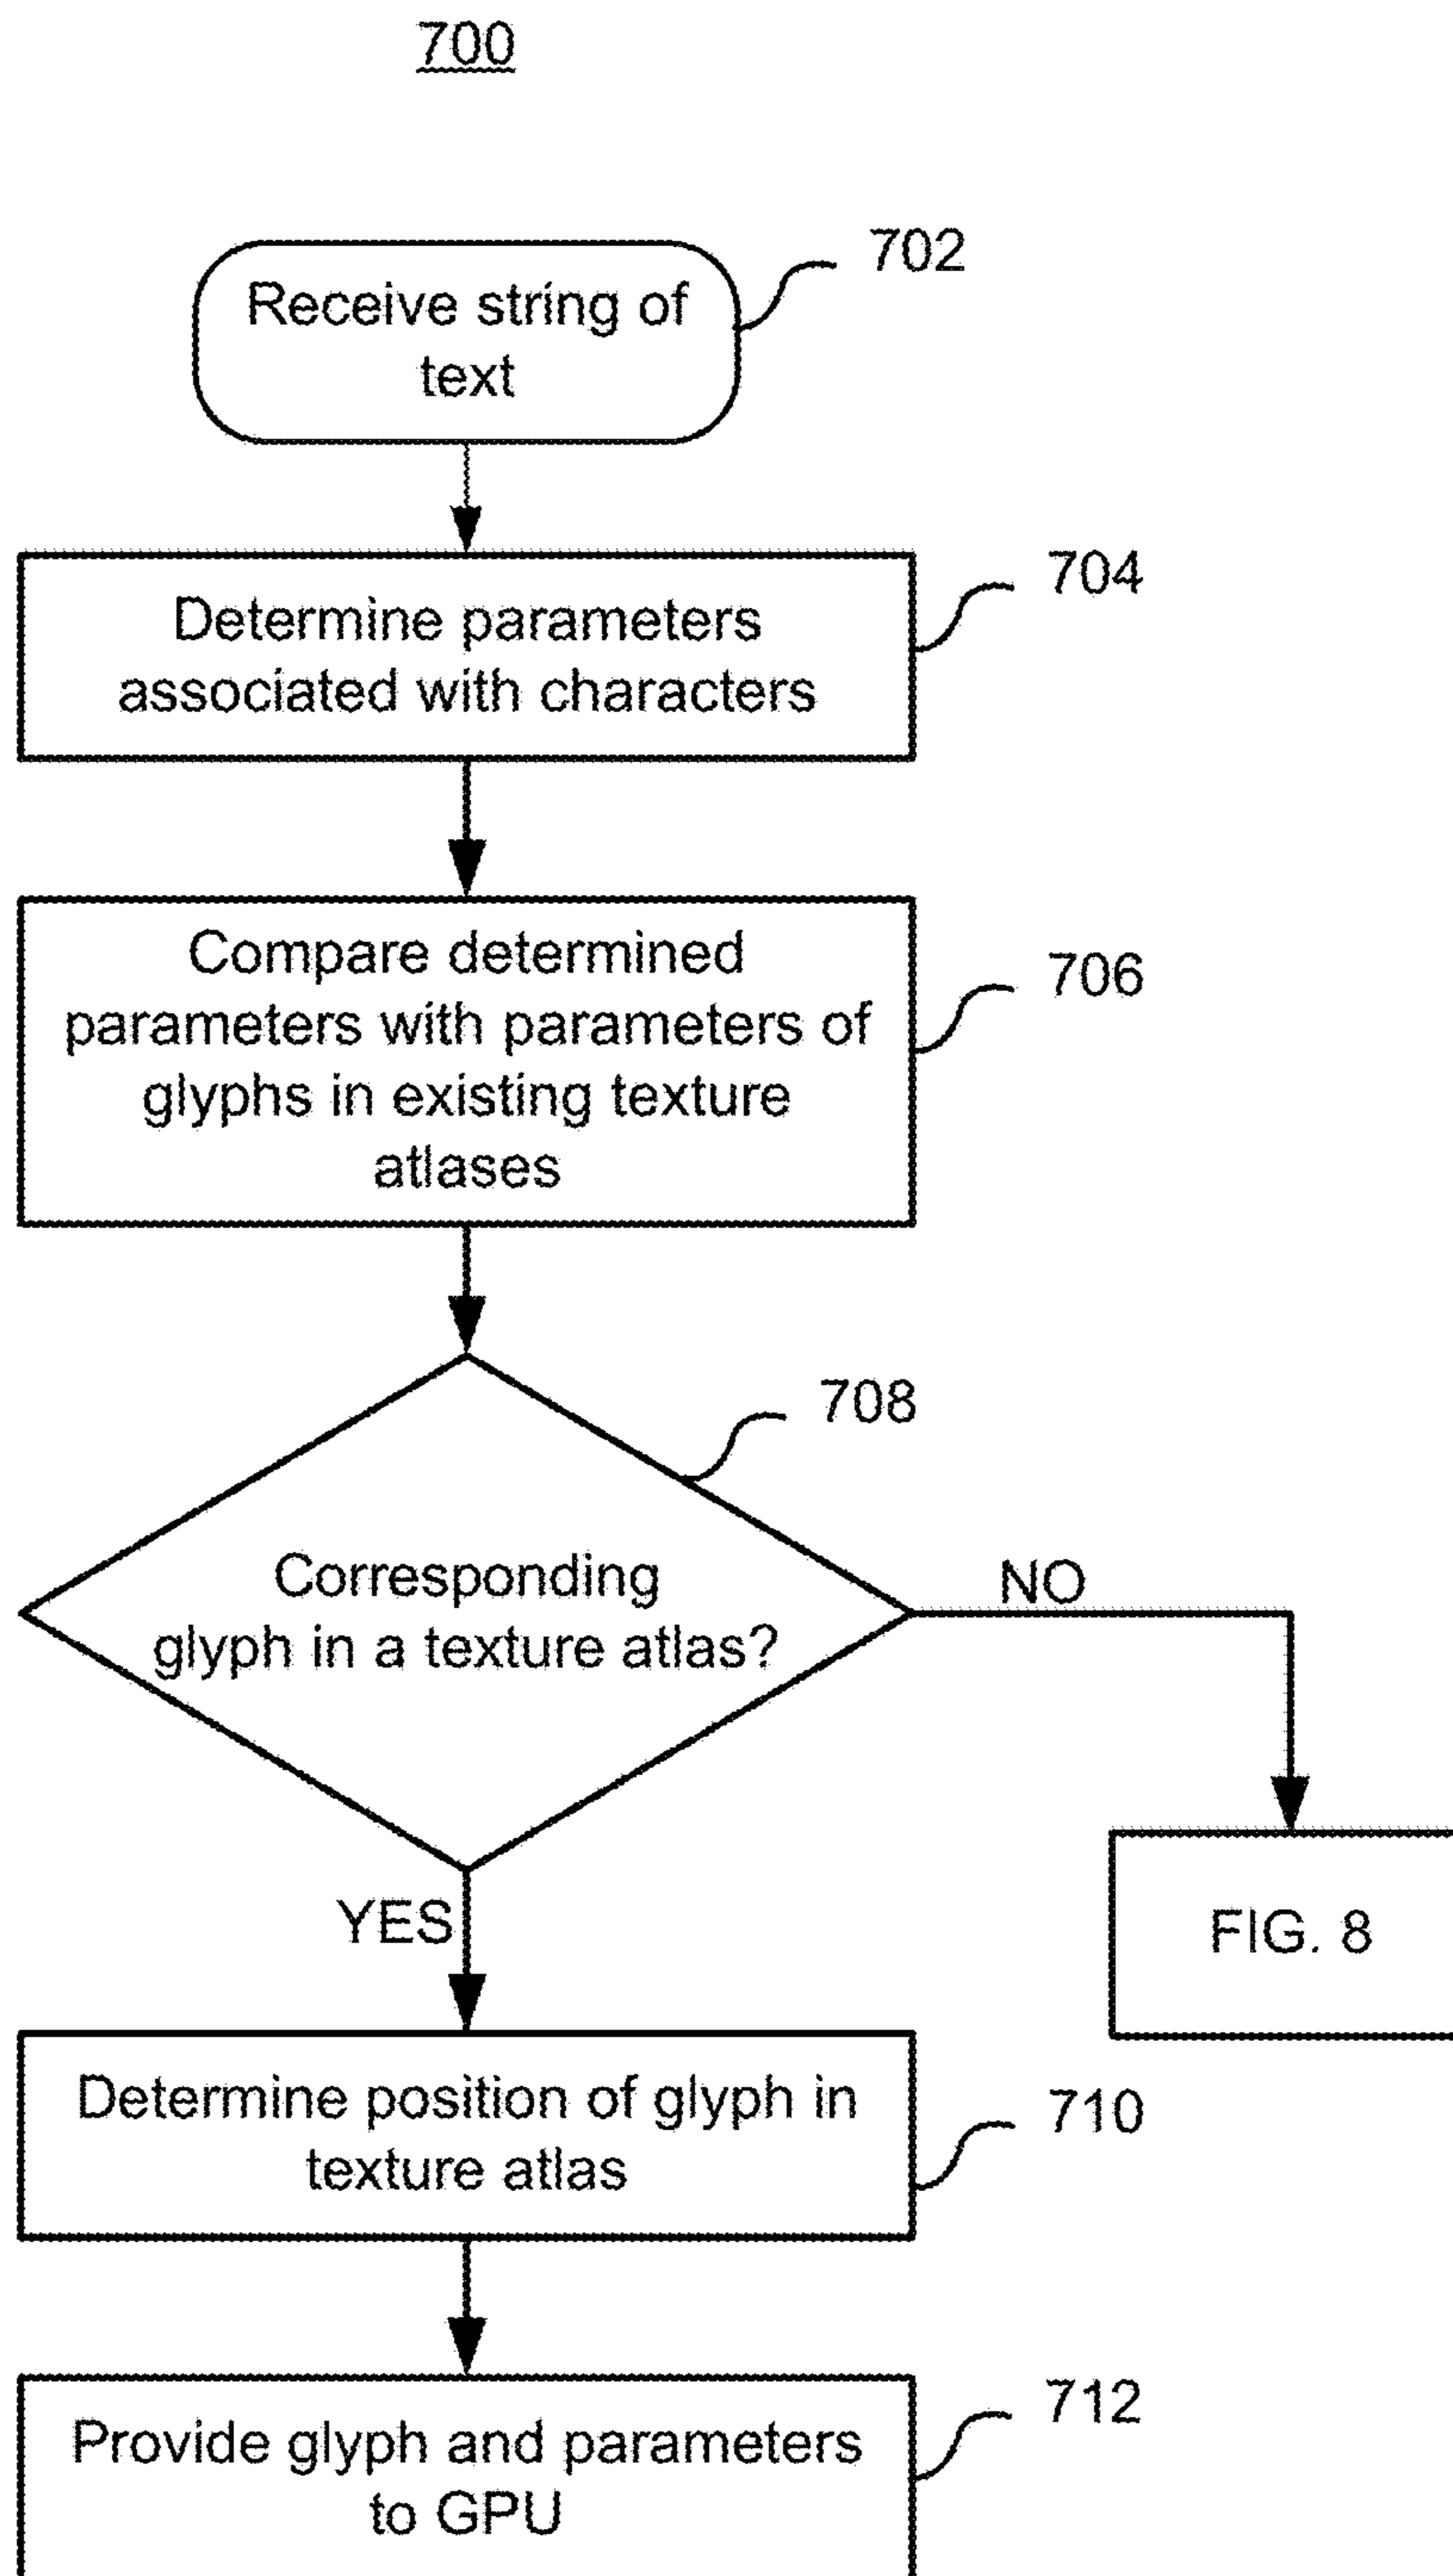 700
702
Receive string of
text
704
Determine parameters
associated with characters
706
Compare determined
parameters with parameters of
glyphs in existing texture
atlases
708
Corresponding
glyph in a texture atlas?
NO
YES
FIG. 8
710
Determine position of glyph in
texture atlas
712
Provide glyph and parameters
to GPU